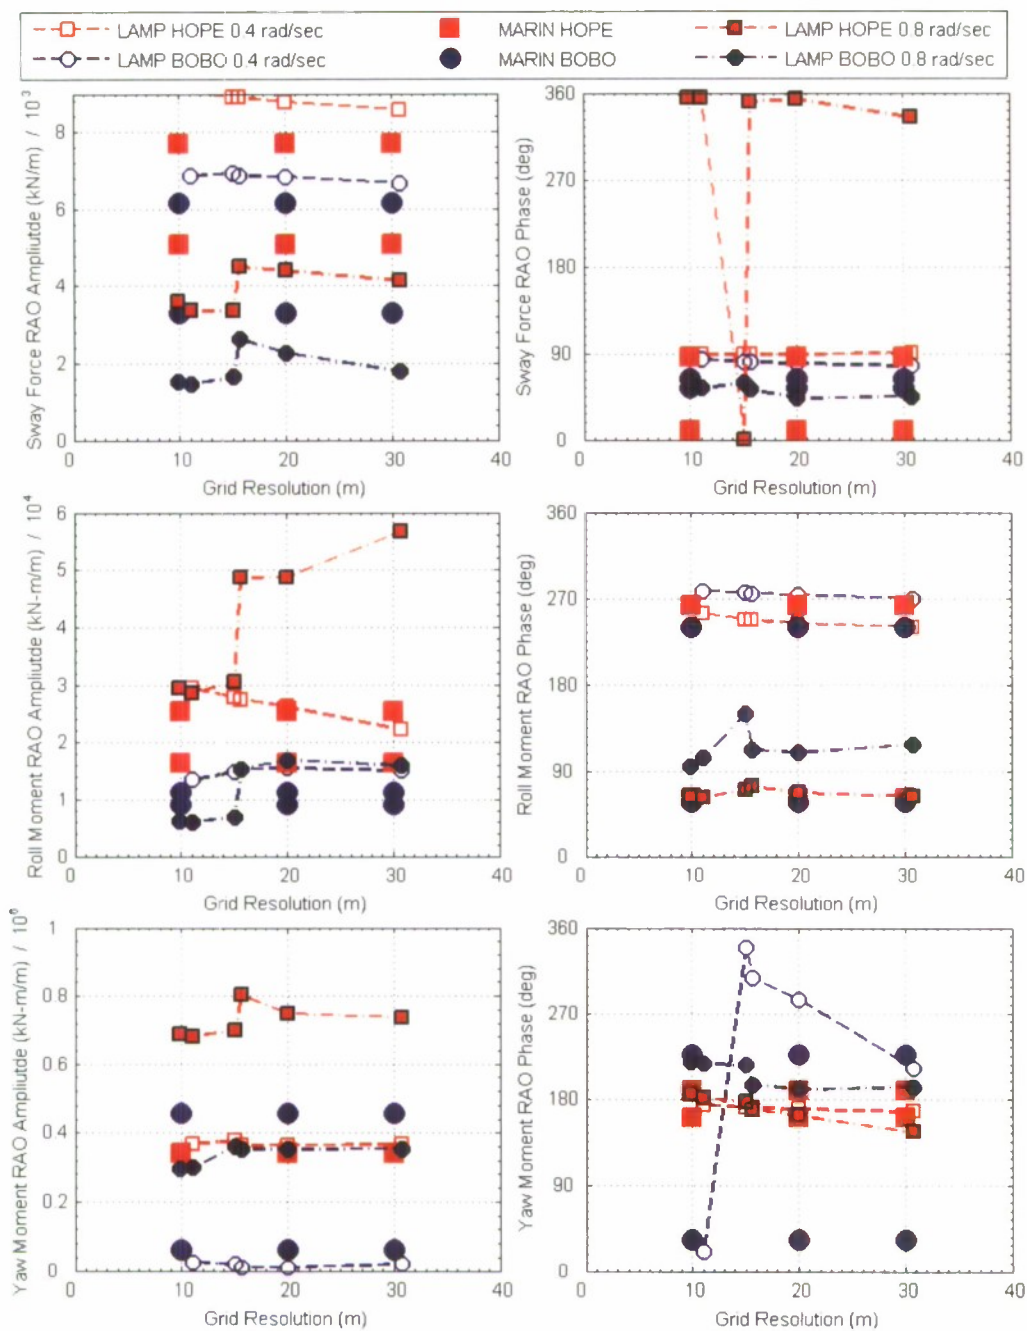 LAMP HOPE 0.4 rad/sec MARIN HOPE LAMP HOPE 0.8 rad/sec
LAMP BOBO 0.4 rad/sec MARIN BOBO LAMP BOBO 0.8 rad/sec
Sway Force RAO Ampliutde (kN/m) / 10³
8
6
4
2
0
0 10 20 30 40
Grid Resolution (m)
Sway Force RAO Phase (deg)
360
270
180
90
0
0 10 20 30 40
Grid Resolution (m)
Roll Moment RAO Ampliutde (kN-m/m) / 10⁴
6
5
4
3
2
1
0
0 10 20 30 40
Grid Resolution (m)
Roll Moment RAO Phase (deg)
360
270
180
90
0
0 10 20 30 40
Grid Resolution (m)
Yaw Moment RAO Ampliutde (kN-m/m) / 10⁶
1
0.8
0.6
0.4
0.2
0
0 10 20 30 40
Grid Resolution (m)
Yaw Moment RAO Phase (deg)
360
270
180
90
0
0 10 20 30 40
Grid Resolution (m)